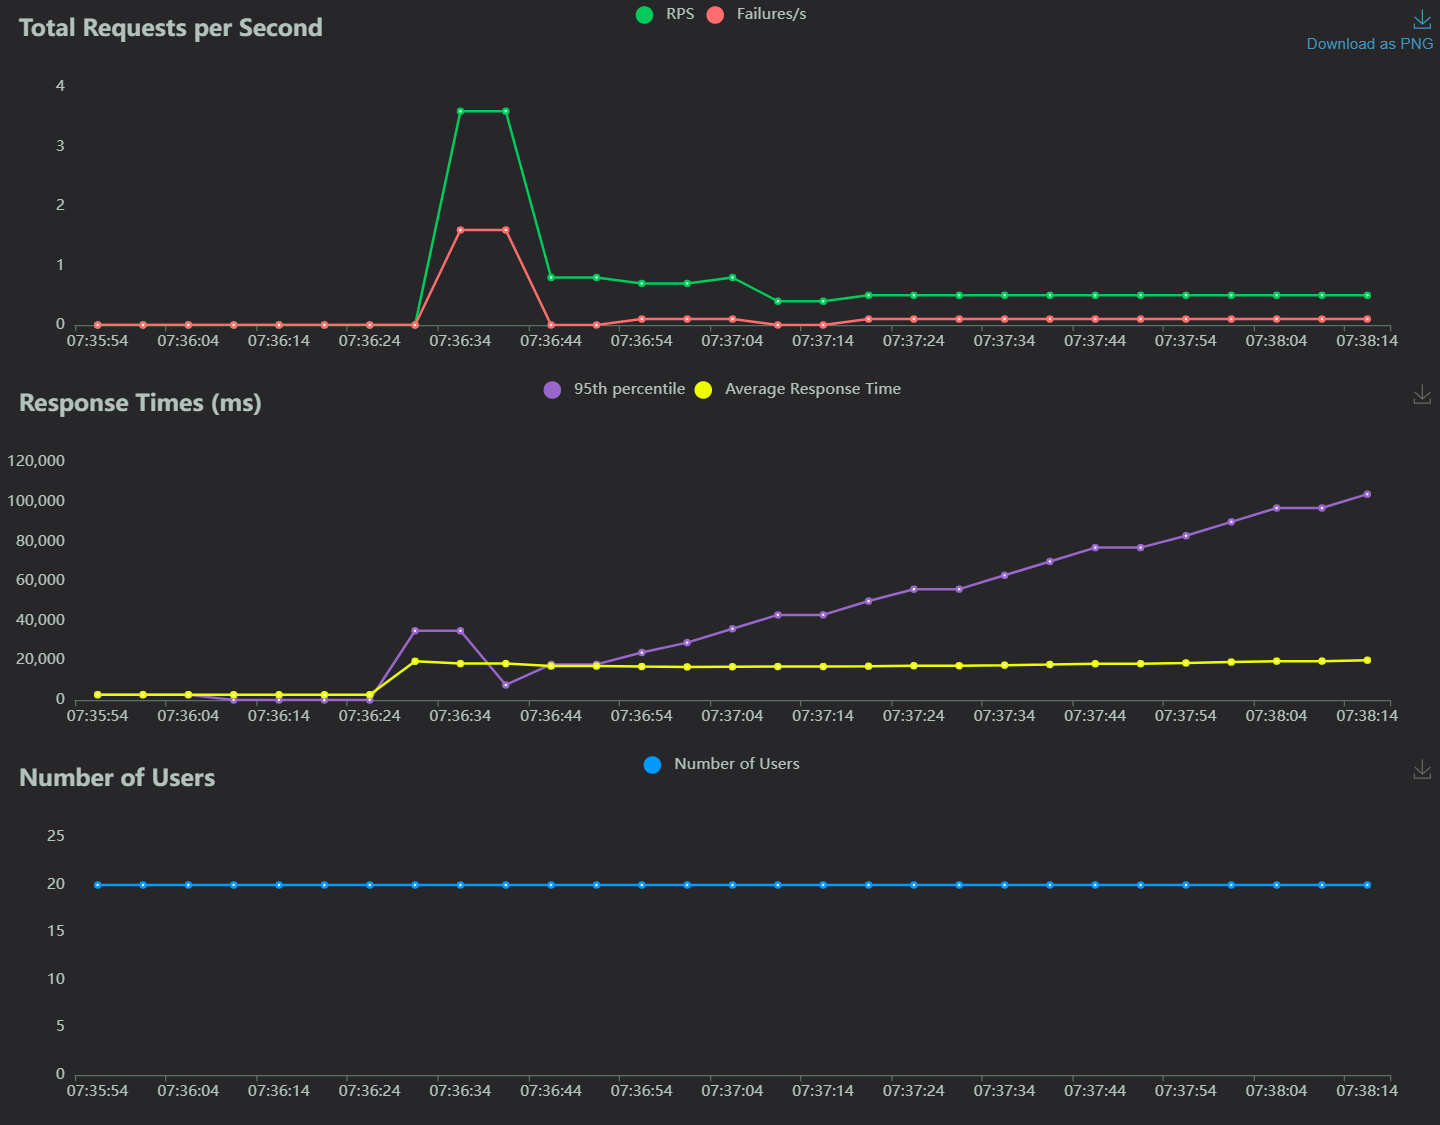 Total Requests per Second
RPS Failures/s
Download as PNG
4
3
2
1
0
07:35:54 07:36:04 07:36:14 07:36:24 07:36:34 07:36:44 07:36:54 07:37:04 07:37:14 07:37:24 07:37:34 07:37:44 07:37:54 07:38:04 07:38:14
Response Times (ms)
95th percentile Average Response Time
120,000
100,000
80,000
60,000
40,000
20,000
0
07:35:54 07:36:04 07:36:14 07:36:24 07:36:34 07:36:44 07:36:54 07:37:04 07:37:14 07:37:24 07:37:34 07:37:44 07:37:54 07:38:04 07:38:14
Number of Users
Number of Users
25
20
15
10
5
0
07:35:54 07:36:04 07:36:14 07:36:24 07:36:34 07:36:44 07:36:54 07:37:04 07:37:14 07:37:24 07:37:34 07:37:44 07:37:54 07:38:04 07:38:14